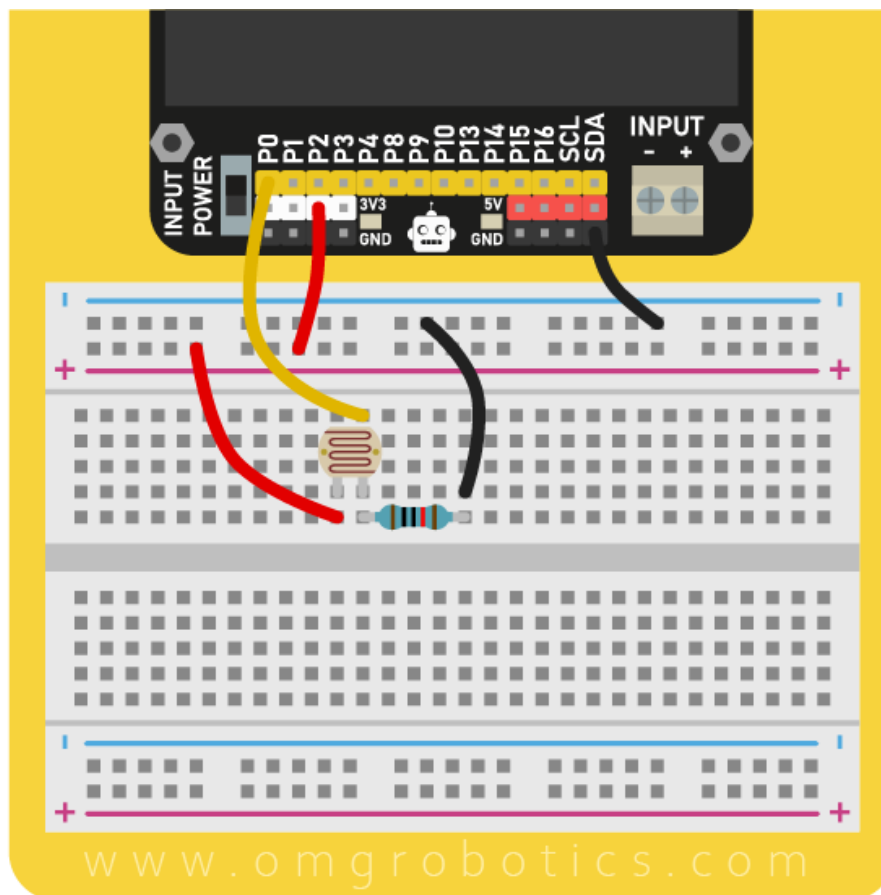 P0 P1 P2 P3 P4 P8 P9 P10 P13 P14 P15 P16 SCL SDA
INPUT
- +
INPUT POWER
3V3 5V
GND GND
- -
+ +
- -
+ +
www.omgrobotics.com